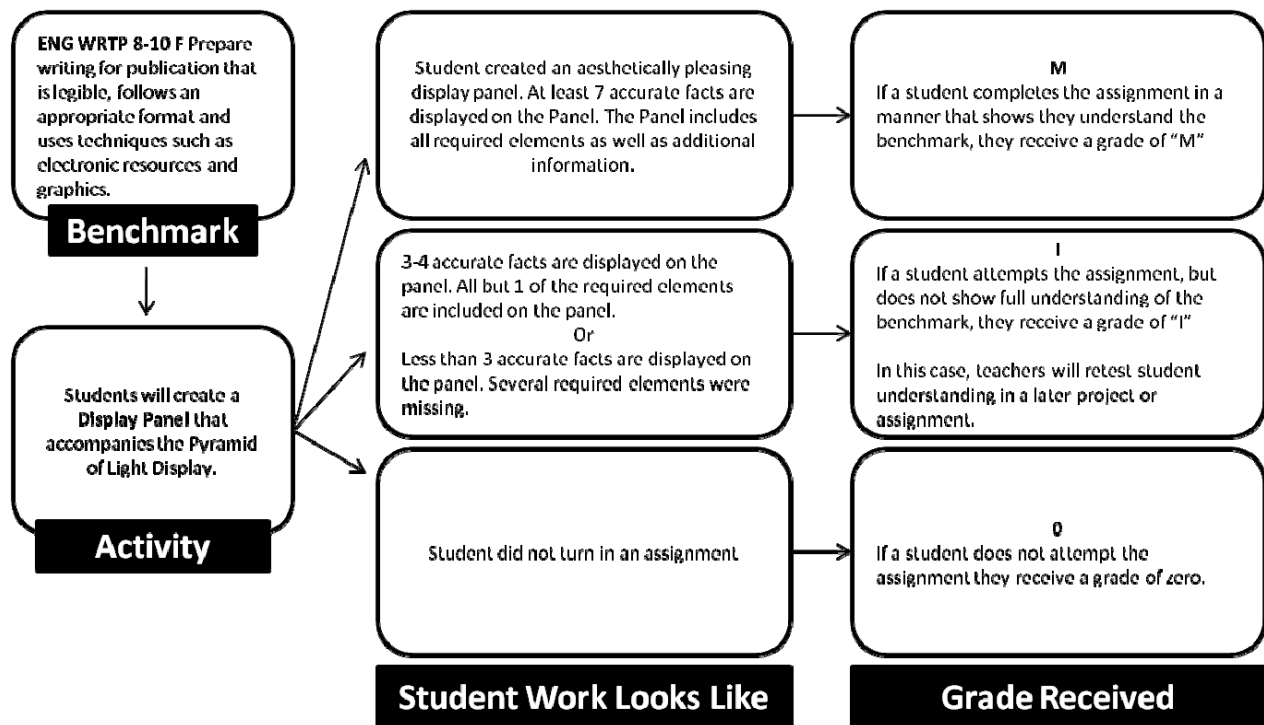 ENG WRTP 8-10 F Prepare
writing for publication that
is legible, follows an
appropriate format and
uses techniques such as
electronic resources and
graphics.
Benchmark
Students will create a
Display Panel that
accompanies the Pyramid
of Light Display.
Activity
Student created an aesthetically pleasing
display panel. At least 7 accurate facts are
displayed on the Panel. The Panel includes
all required elements as well as additional
information.
3-4 accurate facts are displayed on the
panel. All but 1 of the required elements
are included on the panel.
Or
Less than 3 accurate facts are displayed on
the panel. Several required elements were
missing.
Student did not turn in an assignment
Student Work Looks Like
M
If a student completes the assignment in a
manner that shows they understand the
benchmark, they receive a grade of “M”
I
If a student attempts the assignment, but
does not show full understanding of the
benchmark, they receive a grade of “I”
In this case, teachers will retest student
understanding in a later project or
assignment.
0
If a student does not attempt the
assignment they receive a grade of zero.
Grade Received